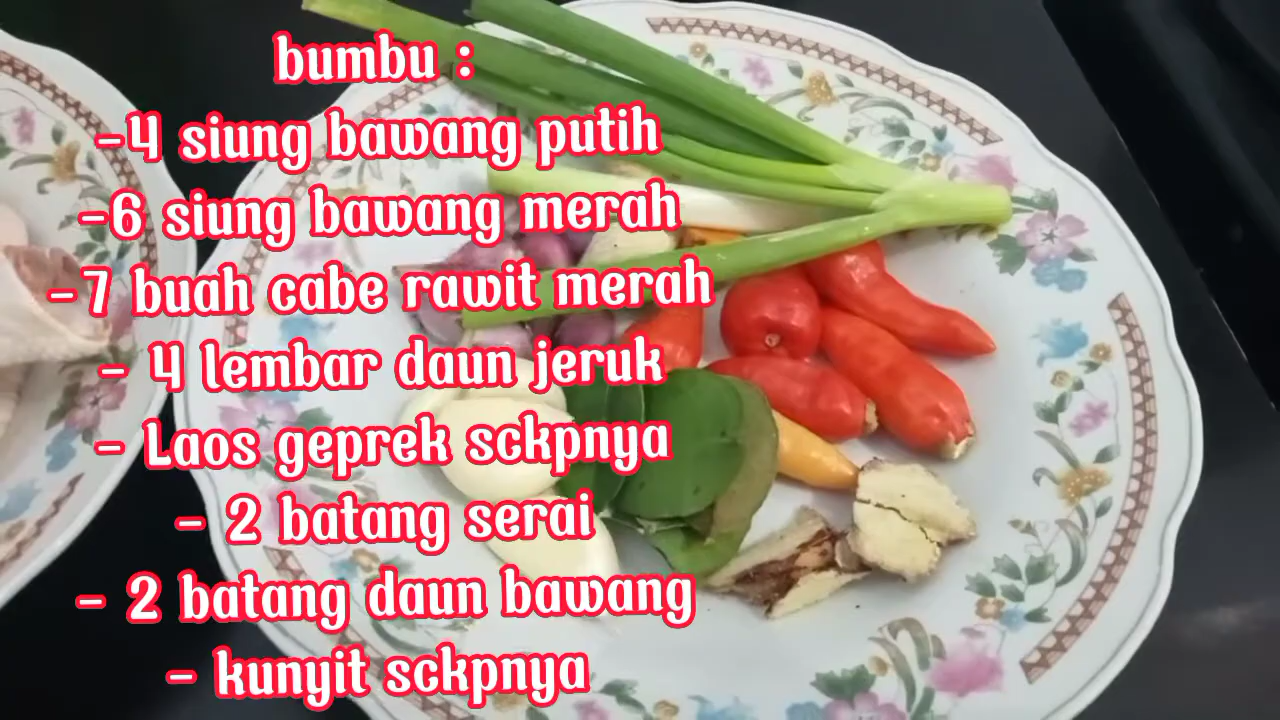 bumbu :
-4 siung bawang putih
-6 siung bawang merah
-7 buah cabe rawit merah
- 4 lembar daun jeruk
- Laos geprek sckpnya
- 2 batang serai
- 2 batang daun bawang
- kunyit sckpnya